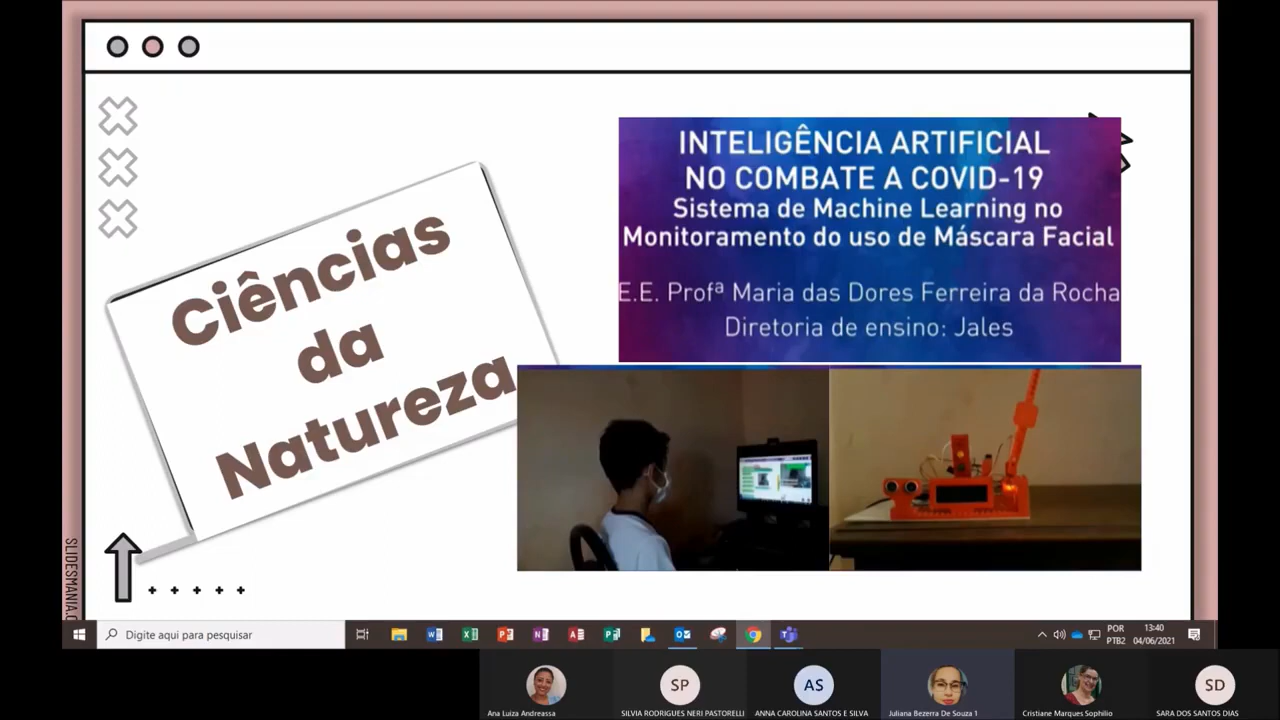 Ciências
da
Natureza
INTELIGÊNCIA ARTIFICIAL
NO COMBATE A COVID-19
Sistema de Machine Learning no
Monitoramento do uso de Máscara Facial
E.E. Profª Maria das Dores Ferreira da Rocha
Diretoria de ensino: Jales
SLIDESMANIA.C
Digite aqui para pesquisar
POR
PTB2
13:40
04/06/2021
SP
AS
SD
Ana Luiza Andreassa
SILVIA RODRIGUES NERI PASTORELLI
ANNA CAROLINA SANTOS E SILVA
Juliana Bezerra De Souza 1
Cristiane Marques Sophilio
SARA DOS SANTOS DIAS